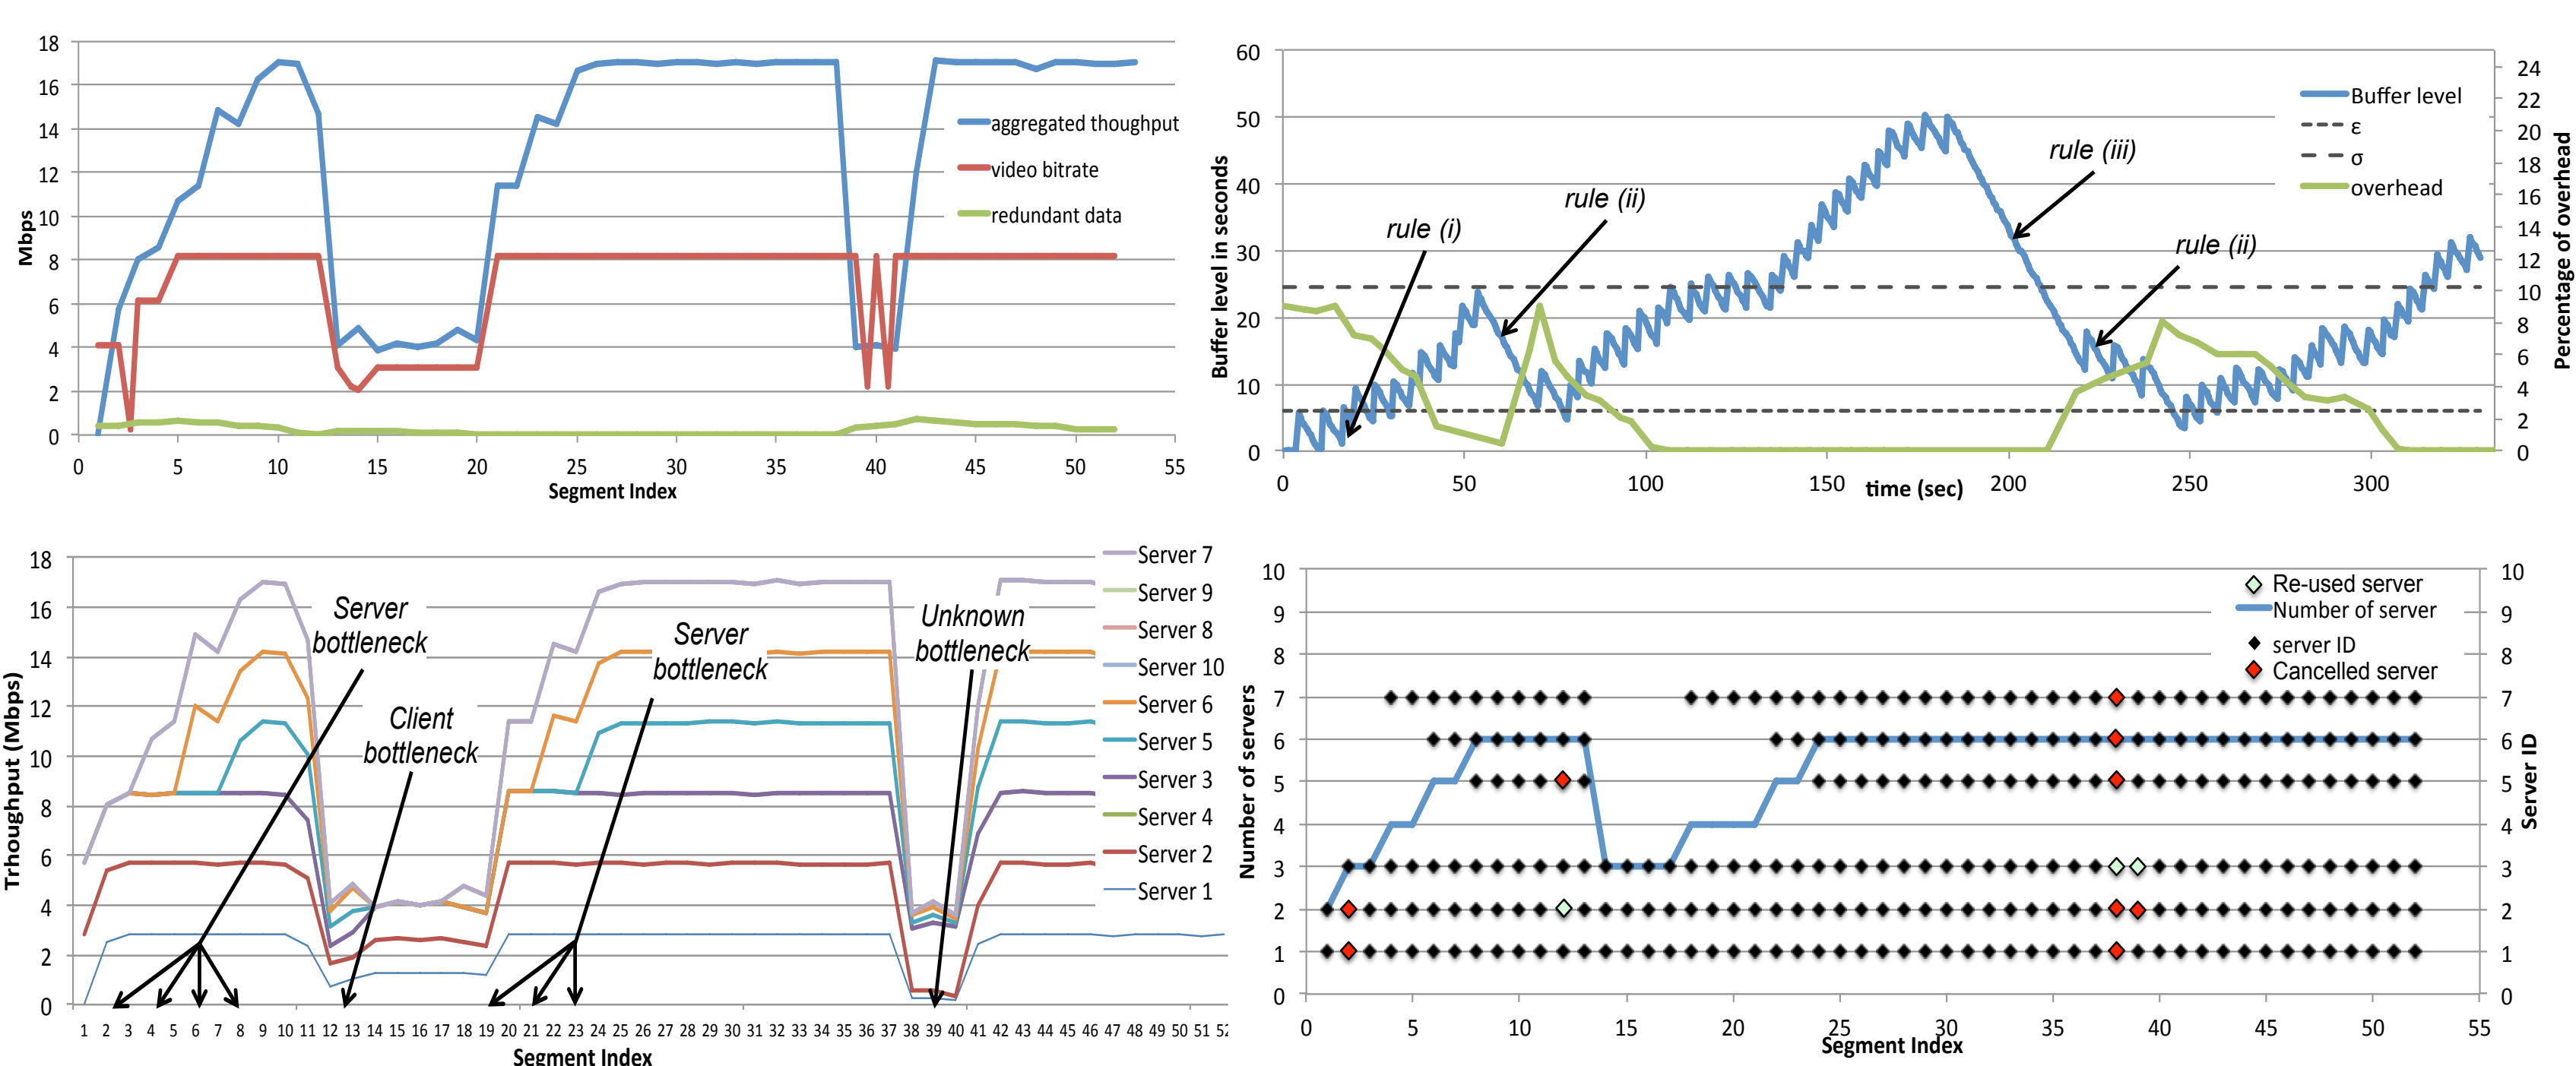 18
16
14
12
10
8
6
4
2
0
Mbps
aggregated thoughput
video bitrate
redundant data
0 5 10 15 20 25 30 35 40 45 50 55
Segment Index
60
50
40
30
20
10
0
Buffer level in seconds
rule (i)
rule (ii)
rule (iii)
rule (ii)
Buffer level
ε
σ
overhead
24
22
20
18
16
14
12
10
8
6
4
2
0
Percentage of overhead
0 50 100 150 200 250 300
time (sec)
18
16
14
12
10
8
6
4
2
0
Trhoughput (Mbps)
Server
bottleneck
Client
bottleneck
Server
bottleneck
Unknown
bottleneck
Server 7
Server 9
Server 8
Server 10
Server 6
Server 5
Server 3
Server 4
Server 2
Server 1
1 2 3 4 5 6 7 8 9 10 11 12 13 14 15 16 17 18 19 20 21 22 23 24 25 26 27 28 29 30 31 32 33 34 35 36 37 38 39 40 41 42 43 44 45 46 47 48 49 50 51 52
Segment Index
10
9
8
7
6
5
4
3
2
1
0
Number of servers
Re-used server
Number of server
server ID
Cancelled server
10
9
8
7
6
5
4
3
2
1
0
Server ID
0 5 10 15 20 25 30 35 40 45 50 55
Segment Index